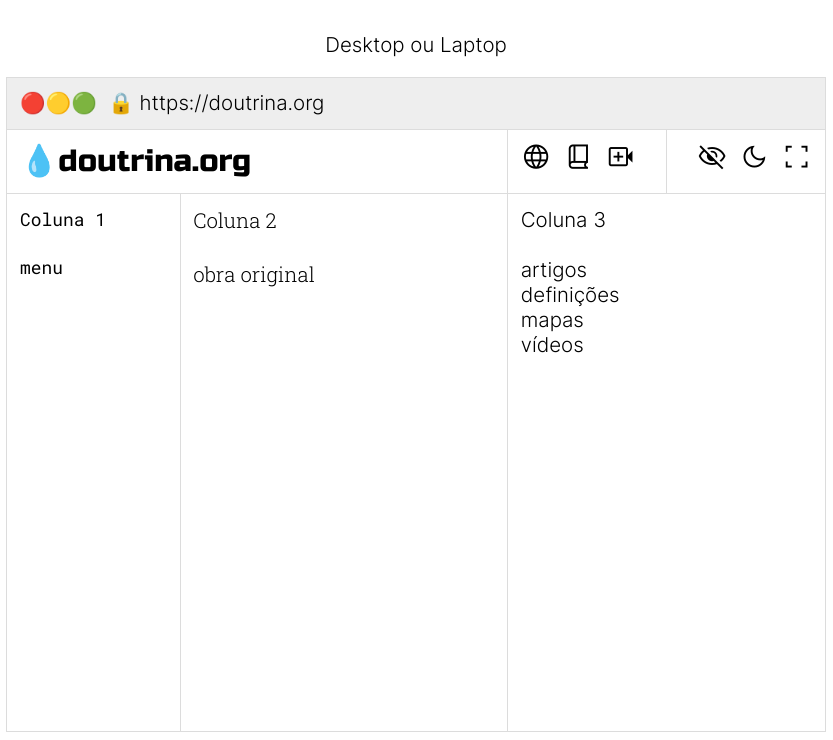 Desktop ou Laptop
https://doutrina.org
doutrina.org
Coluna 1
menu
Coluna 2
obra original
Coluna 3
artigos
definições
mapas
vídeos